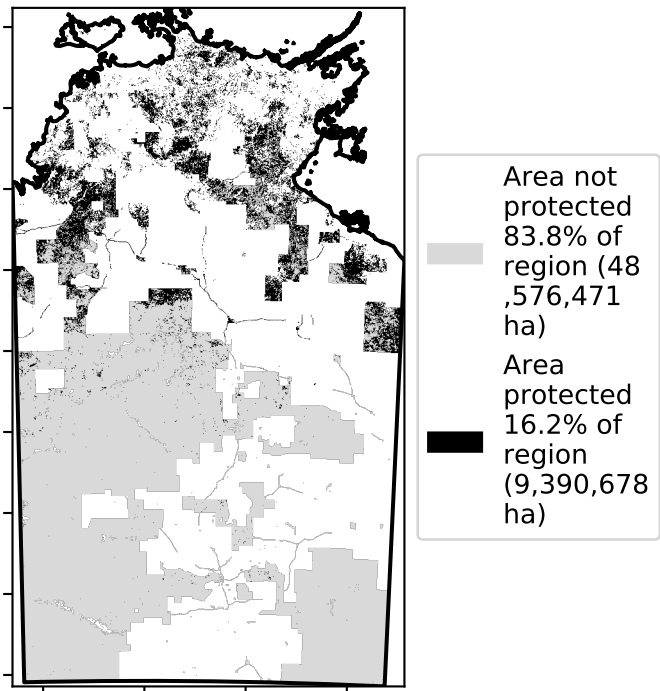 Area not
protected
83.8% of
region (48
,576,471
ha)
Area
protected
16.2% of
region
(9,390,678
ha)